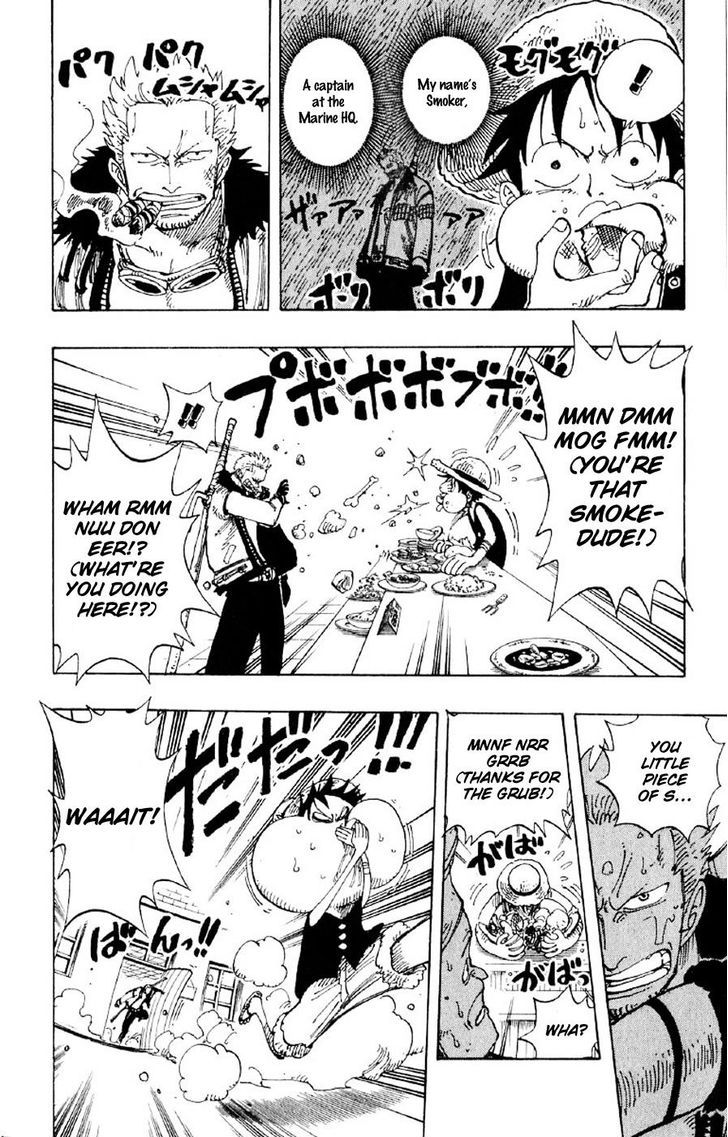 !
モグモグ
My name's
Smoker,
A captain
at the
Marine HQ.
ザァアァ
アァァ
ボリ
ボリ
パク
パク
ムシャムシャ
プボボボブボ!!
MMN DMM
MOG FMM!
(YOU'RE
THAT
SMOKE-
DUDE!)
!!
WHAM RMM
NUU DON
EER!?
(WHAT'RE
YOU DOING
HERE!?)
YOU
LITTLE
PIECE
OF S...
MNNF NRR
GRRB
(THANKS FOR
THE GRUB!)
がばっ
がばっ
WHA?
だだっ!!!
WAAAIT!
ばんっ!!